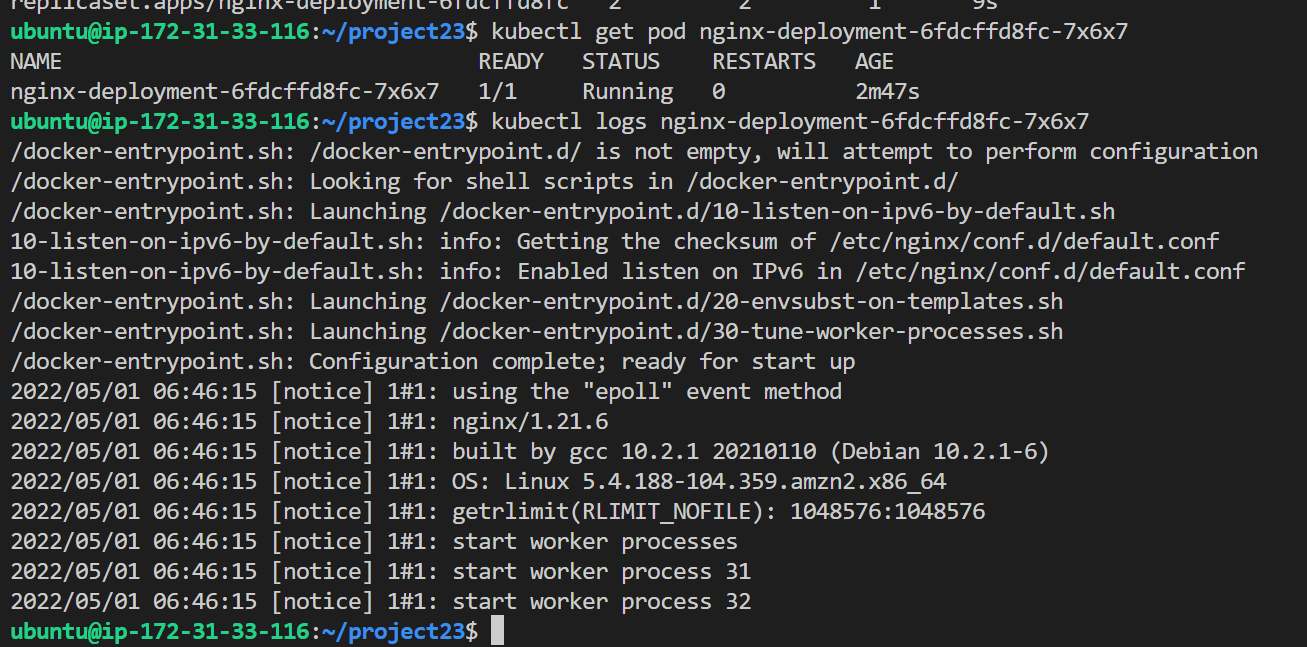 replicaset.apps/nginx-deployment-6fdcffd8fc   2         2         1       9s
ubuntu@ip-172-31-33-116:~/project23$ kubectl get pod nginx-deployment-6fdcffd8fc-7x6x7
NAME                                READY   STATUS    RESTARTS   AGE
nginx-deployment-6fdcffd8fc-7x6x7   1/1     Running   0          2m47s
ubuntu@ip-172-31-33-116:~/project23$ kubectl logs nginx-deployment-6fdcffd8fc-7x6x7
/docker-entrypoint.sh: /docker-entrypoint.d/ is not empty, will attempt to perform configuration
/docker-entrypoint.sh: Looking for shell scripts in /docker-entrypoint.d/
/docker-entrypoint.sh: Launching /docker-entrypoint.d/10-listen-on-ipv6-by-default.sh
10-listen-on-ipv6-by-default.sh: info: Getting the checksum of /etc/nginx/conf.d/default.conf
10-listen-on-ipv6-by-default.sh: info: Enabled listen on IPv6 in /etc/nginx/conf.d/default.conf
/docker-entrypoint.sh: Launching /docker-entrypoint.d/20-envsubst-on-templates.sh
/docker-entrypoint.sh: Launching /docker-entrypoint.d/30-tune-worker-processes.sh
/docker-entrypoint.sh: Configuration complete; ready for start up
2022/05/01 06:46:15 [notice] 1#1: using the "epoll" event method
2022/05/01 06:46:15 [notice] 1#1: nginx/1.21.6
2022/05/01 06:46:15 [notice] 1#1: built by gcc 10.2.1 20210110 (Debian 10.2.1-6)
2022/05/01 06:46:15 [notice] 1#1: OS: Linux 5.4.188-104.359.amzn2.x86_64
2022/05/01 06:46:15 [notice] 1#1: getrlimit(RLIMIT_NOFILE): 1048576:1048576
2022/05/01 06:46:15 [notice] 1#1: start worker processes
2022/05/01 06:46:15 [notice] 1#1: start worker process 31
2022/05/01 06:46:15 [notice] 1#1: start worker process 32
ubuntu@ip-172-31-33-116:~/project23$